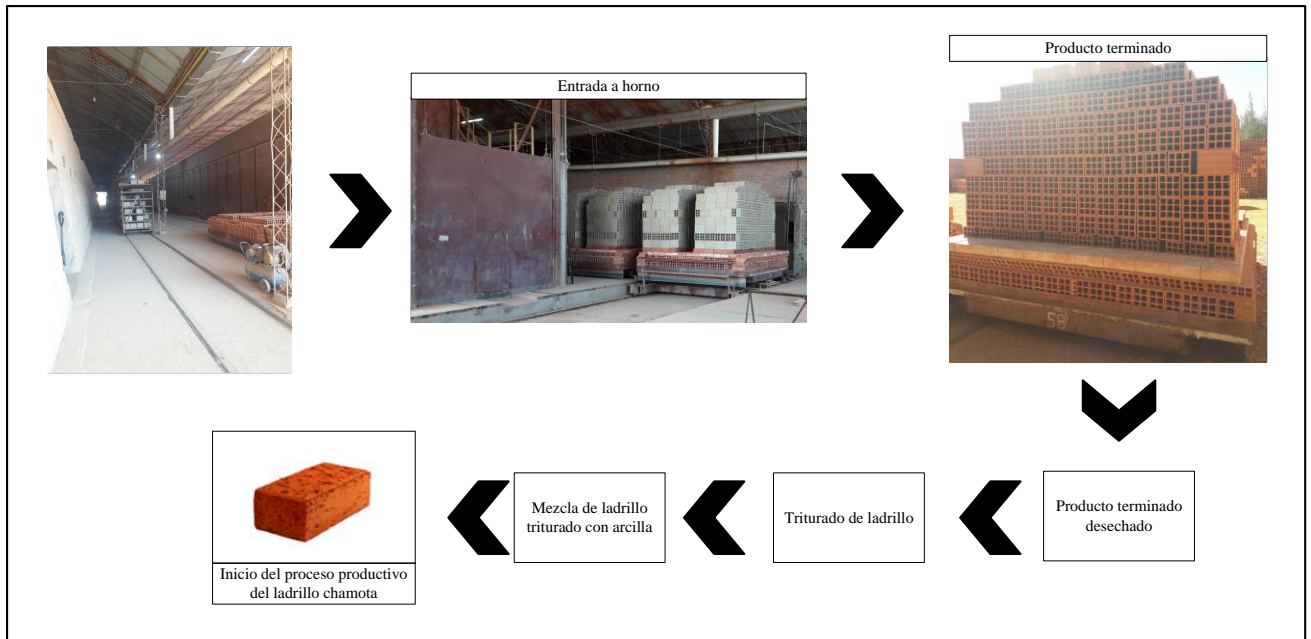 Entrada a horno
Producto terminado
58
Producto terminado
desechado
Triturado de ladrillo
Mezcla de ladrillo
triturado con arcilla
Inicio del proceso productivo
del ladrillo chamota